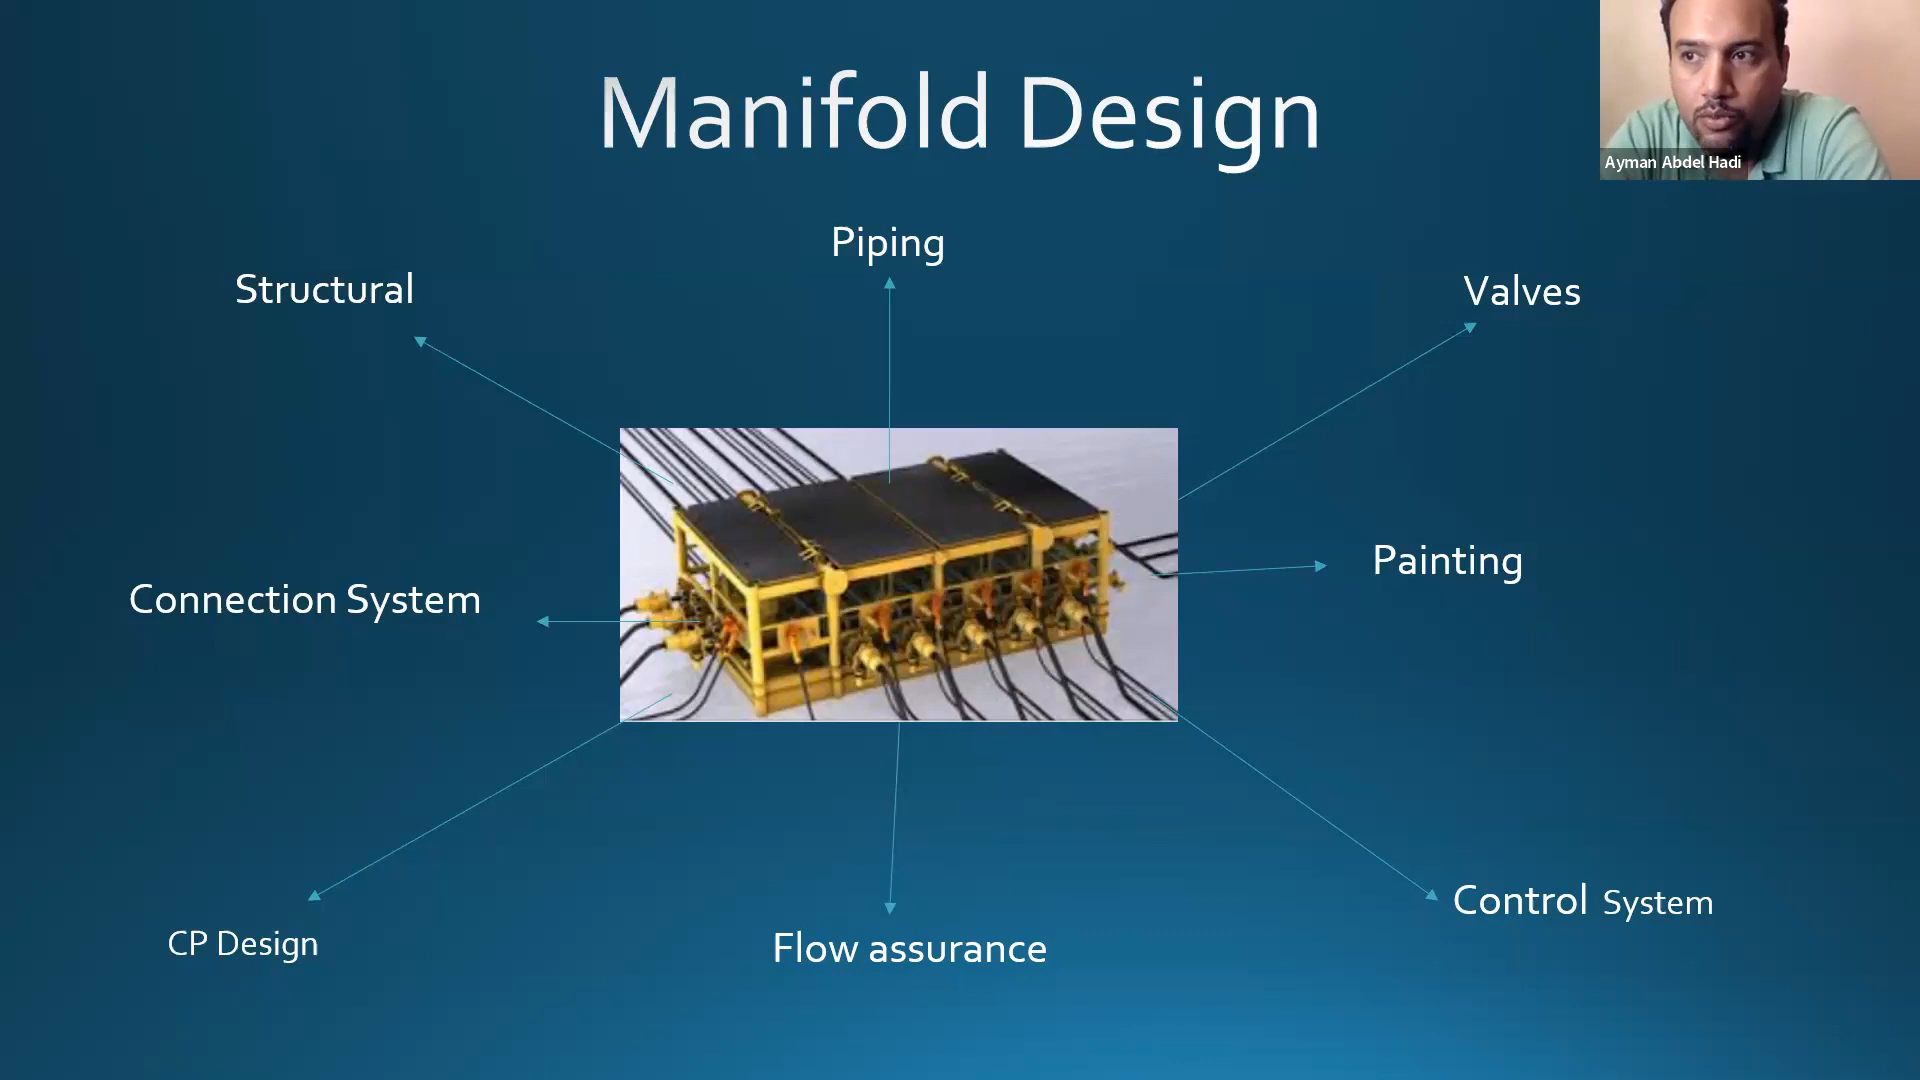 Manifold Design
Ayman Abdel Hadi
Piping
Structural
Valves
Painting
Connection System
Control System
CP Design
Flow assurance